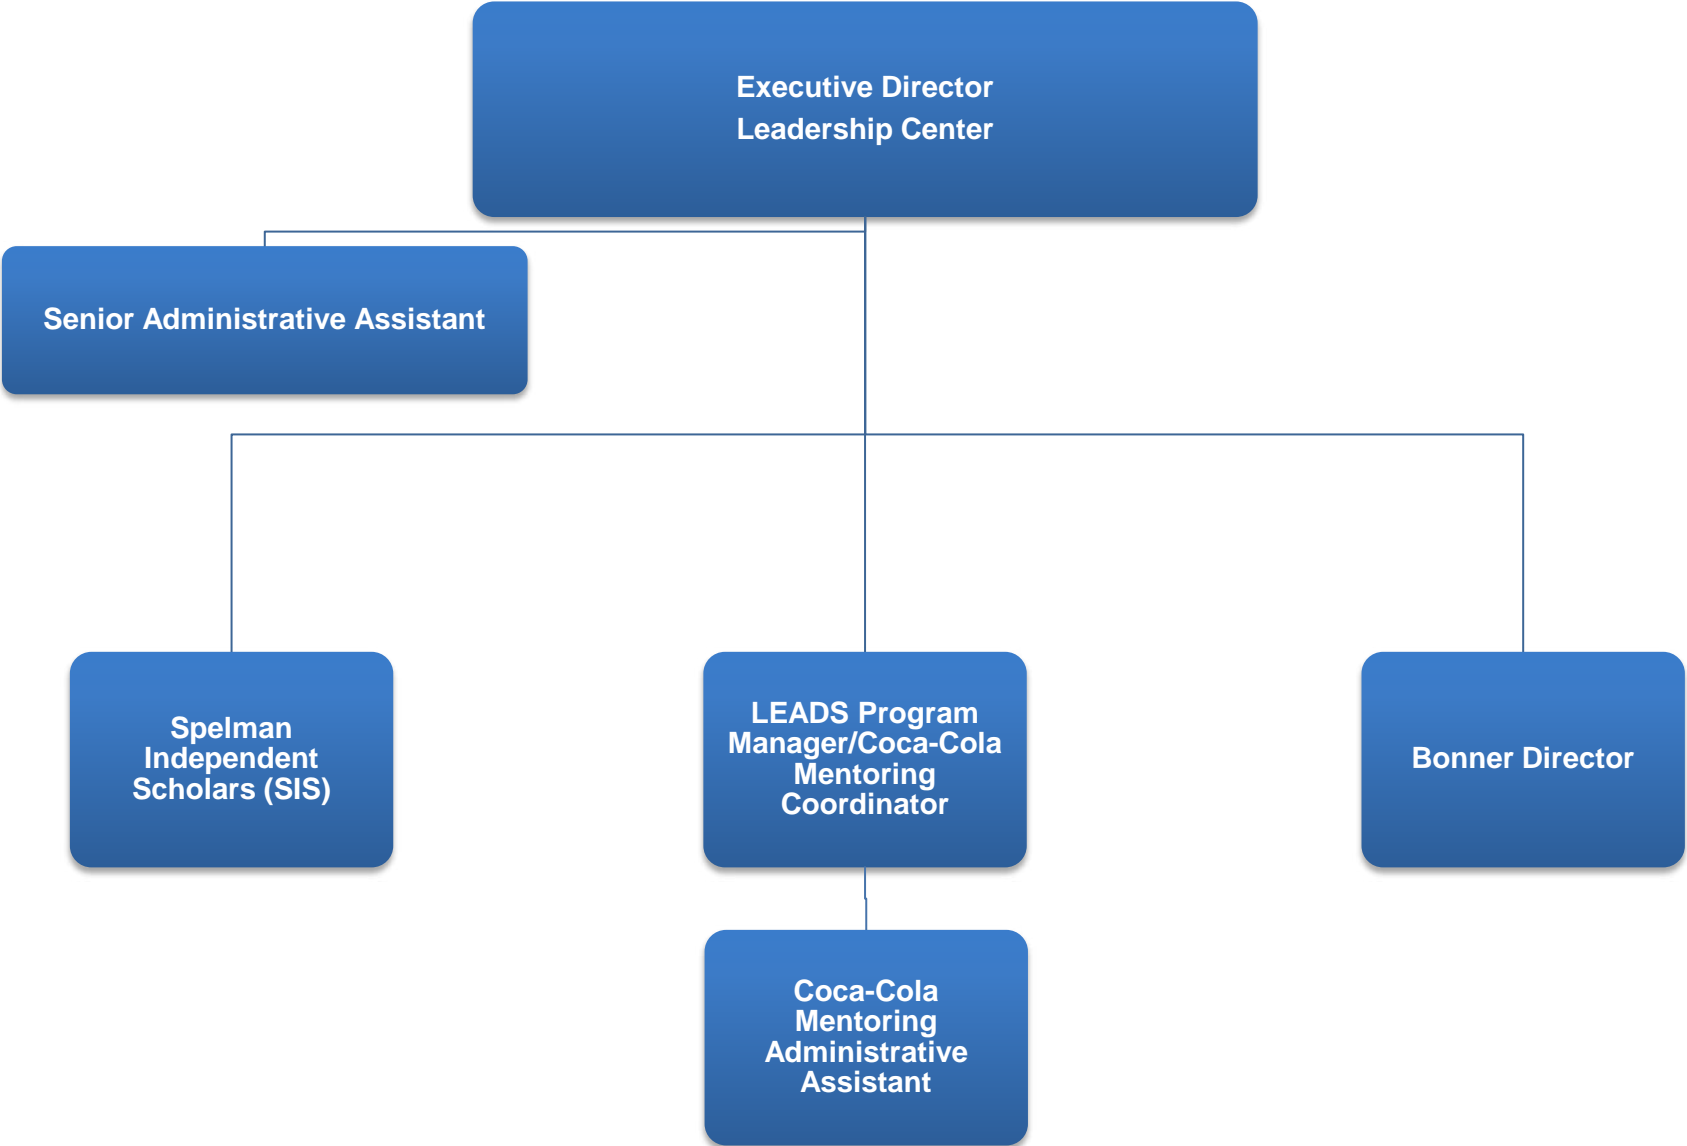 Executive Director
Leadership Center
Senior Administrative Assistant
Spelman
Independent
Scholars (SIS)
LEADS Program
Manager/Coca-Cola
Mentoring
Coordinator
Bonner Director
Coca-Cola
Mentoring
Administrative
Assistant